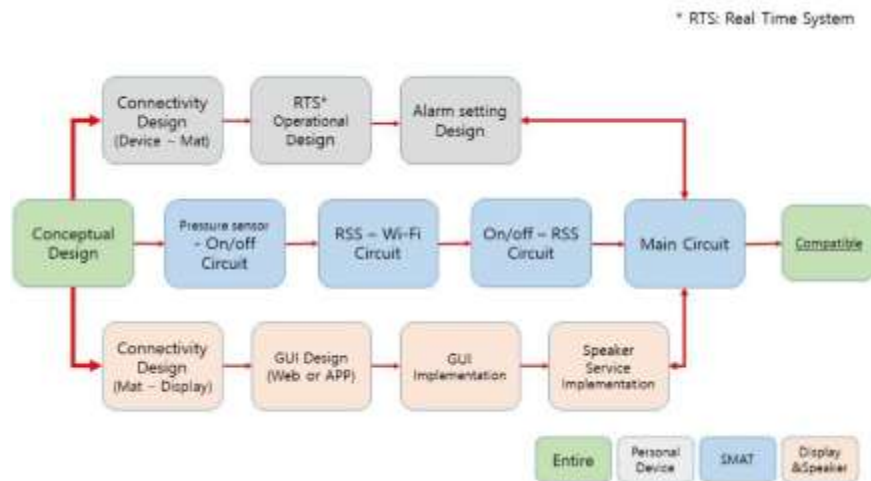 * RTS: Real Time System
Connectivity
Design
(Device – Mat)
RTS*
Operational
Design
Alarm setting
Design
Conceptual
Design
Pressure sensor
- On/off
Circuit
RSS – Wi-Fi
Circuit
On/off – RSS
Circuit
Main Circuit
Compatible
Connectivity
Design
(Mat – Display)
GUI Design
(Web or APP)
GUI
Implementation
Speaker
Service
Implementation
Entire
Personal
Device
SMAT
Display
&Speaker